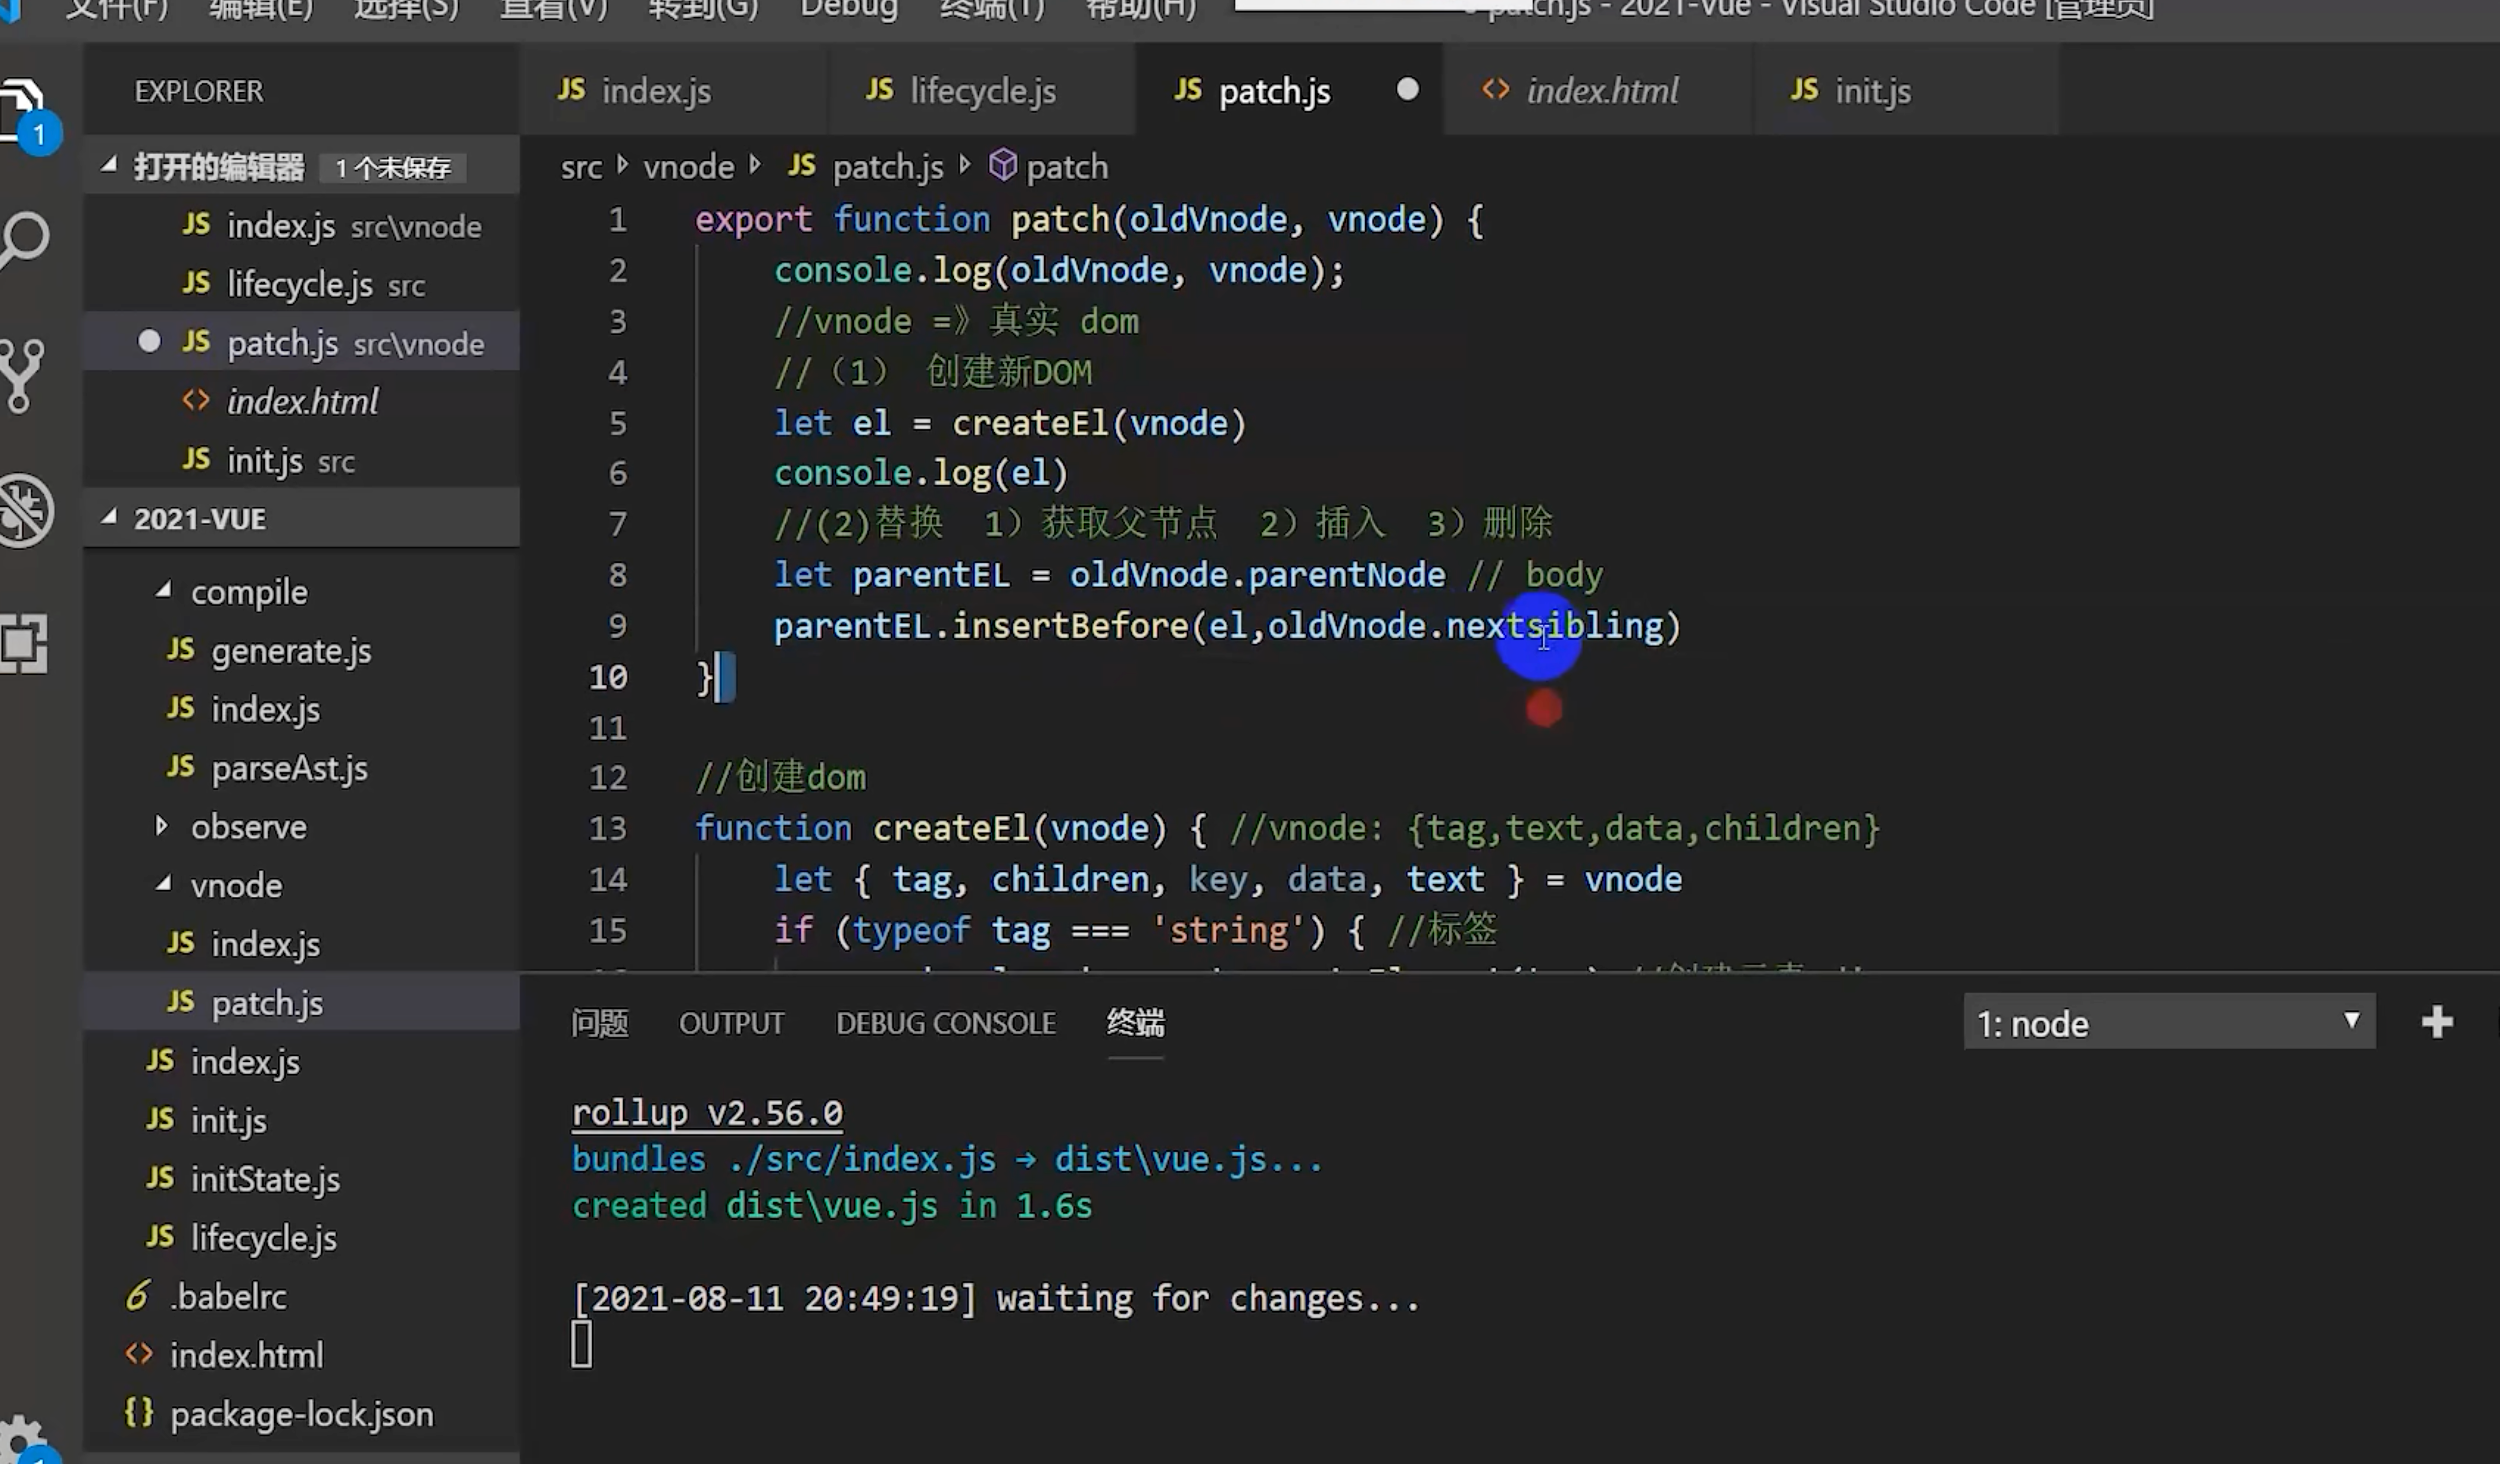 文件(F) 编辑(E) 选择(S) 查看(V) 转到(G) Debug 终端(T) 帮助(H) patch.js - 2021-vue - Visual Studio Code [管理员]
EXPLORER
1
打开的编辑器 1 个未保存
JS index.js src\vnode
JS lifecycle.js src
JS patch.js src\vnode
<> index.html
JS init.js src
2021-VUE
compile
JS generate.js
JS index.js
JS parseAst.js
observe
vnode
JS index.js
JS patch.js
JS index.js
JS init.js
JS initState.js
JS lifecycle.js
.babelrc
<> index.html
{} package-lock.json
JS index.js JS lifecycle.js JS patch.js <> index.html JS init.js
src vnode JS patch.js patch
1 export function patch(oldVnode, vnode) {
2 console.log(oldVnode, vnode);
3 //vnode =》真实 dom
4 //（1） 创建新DOM
5 let el = createEl(vnode)
6 console.log(el)
7 //(2)替换 1）获取父节点 2）插入 3）删除
8 let parentEL = oldVnode.parentNode // body
9 parentEL.insertBefore(el,oldVnode.nextsibling)
10 }
11
12 //创建dom
13 function createEl(vnode) { //vnode: {tag,text,data,children}
14 let { tag, children, key, data, text } = vnode
15 if (typeof tag === 'string') { //标签
问题 OUTPUT DEBUG CONSOLE 终端 1: node
rollup v2.56.0
bundles ./src/index.js → dist\vue.js...
created dist\vue.js in 1.6s
[2021-08-11 20:49:19] waiting for changes...